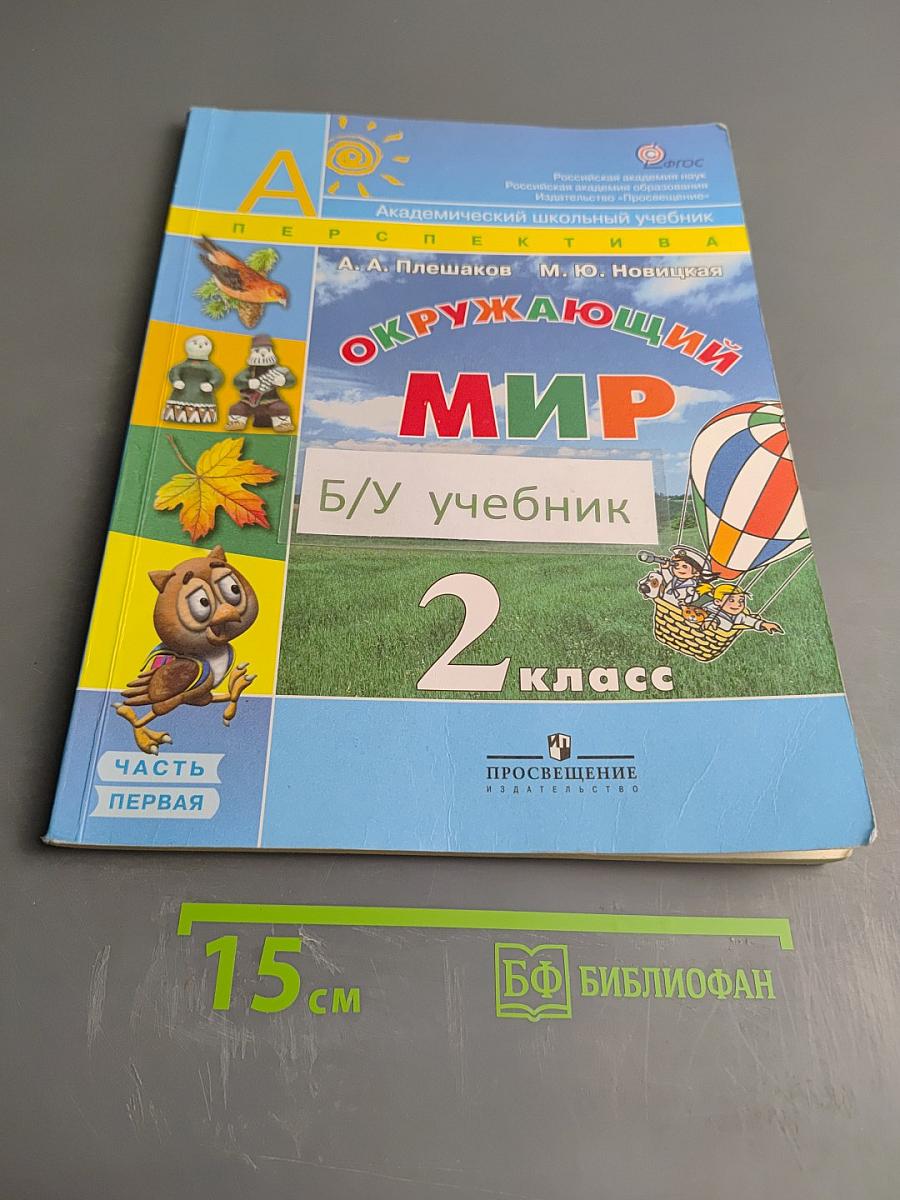 А
ФГОС
Российская академия наук
Российская академия образования
Издательство «Просвещение»
Академический школьный учебник
ПЕРСПЕКТИВА
А. А. Плешаков М. Ю. Новицкая
ОКРУЖАЮЩИЙ
МИР
Б/У учебник
2 класс
ЧАСТЬ
ПЕРВАЯ
ИП
ПРОСВЕЩЕНИЕ
ИЗДАТЕЛЬСТВО
15 см
БФ БИБЛИОФАН